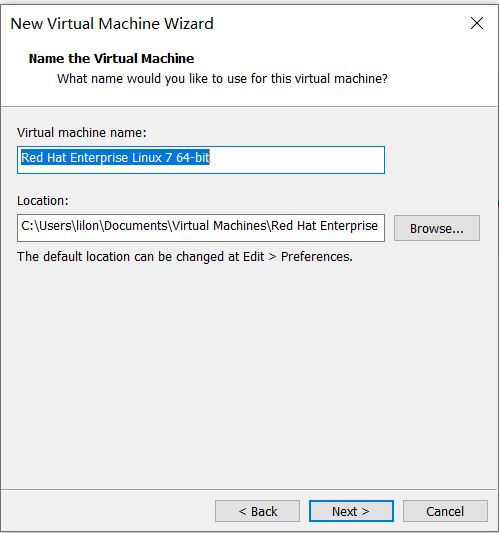 New Virtual Machine Wizard
Name the Virtual Machine
What name would you like to use for this virtual machine?
Virtual machine name:
Red Hat Enterprise Linux 7 64-bit
Location:
C:\Users\lilon\Documents\Virtual Machines\Red Hat Enterprise
Browse...
The default location can be changed at Edit > Preferences.
< Back
Next >
Cancel